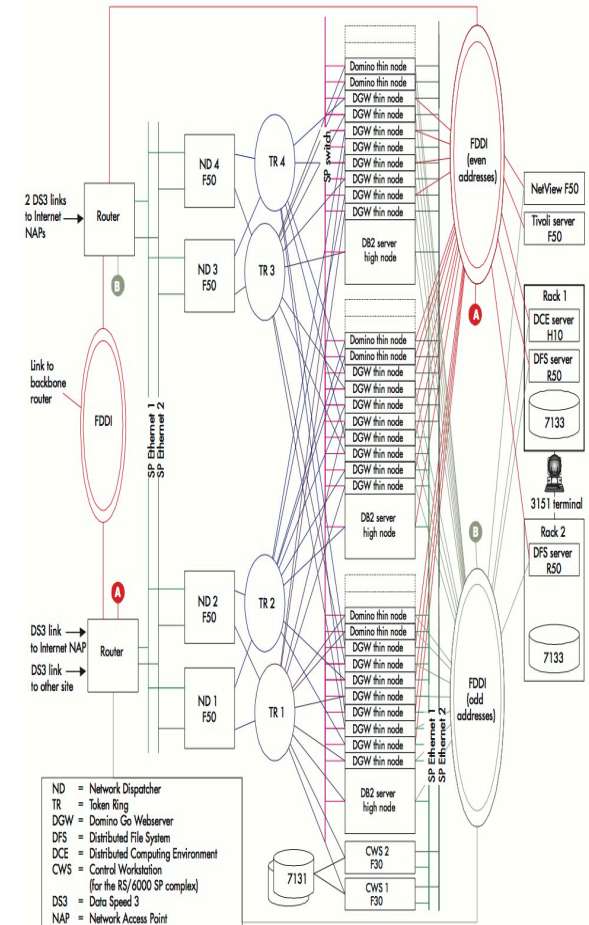 Domino thin node
Domino thin node
DGW thin node
DGW thin node
DGW thin node
DGW thin node
DGW thin node
DGW thin node
DGW thin node
DGW thin node
DB2 server
high node
SP switch
FDDI
(even
addresses)
NetView F50
Tivoli server
F50
Rack 1
DCE server
H10
DFS server
R50
7133
3151 terminal
Rack 2
DFS server
R50
7133
ND 4
F50
ND 3
F50
TR 4
TR 3
2 DS3 links
to Internet
NAPs
Router
B
A
Link to
backbone
router
FDDI
SP Ethernet 1
SP Ethernet 2
Domino thin node
Domino thin node
DGW thin node
DGW thin node
DGW thin node
DGW thin node
DGW thin node
DGW thin node
DGW thin node
DGW thin node
DB2 server
high node
B
A
DS3 link
to Internet NAP
DS3 link
to other site
Router
ND 2
F50
ND 1
F50
TR 2
TR 1
Domino thin node
Domino thin node
DGW thin node
DGW thin node
DGW thin node
DGW thin node
DGW thin node
DGW thin node
DGW thin node
DGW thin node
DB2 server
high node
SP Ethernet 1
SP Ethernet 2
FDDI
(odd
addresses)
CWS 2
F30
CWS 1
F30
7131
ND = Network Dispatcher
TR = Token Ring
DGW = Domino Go Webserver
DFS = Distributed File System
DCE = Distributed Computing Environment
CWS = Control Workstation
(for the RS/6000 SP complex)
DS3 = Data Speed 3
NAP = Network Access Point